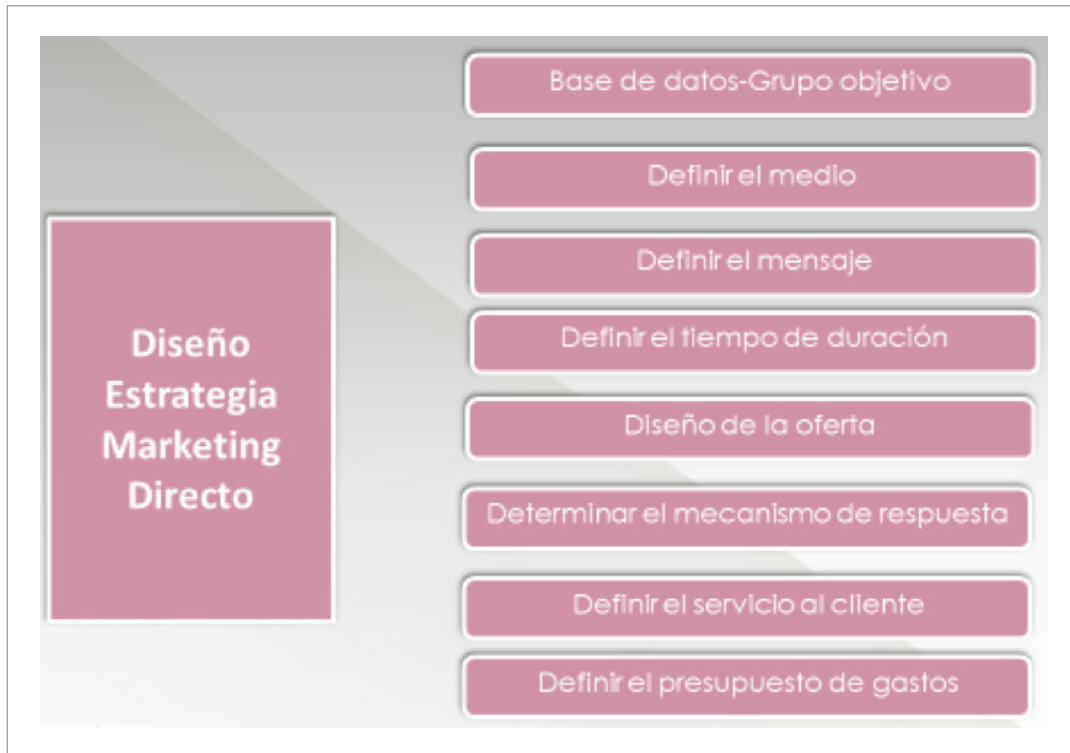 Diseño
Estrategia
Marketing
Directo
Base de datos-Grupo objetivo
Definir el medio
Definir el mensaje
Definir el tiempo de duración
Diseño de la oferta
Determinar el mecanismo de respuesta
Definir el servicio al cliente
Definir el presupuesto de gastos